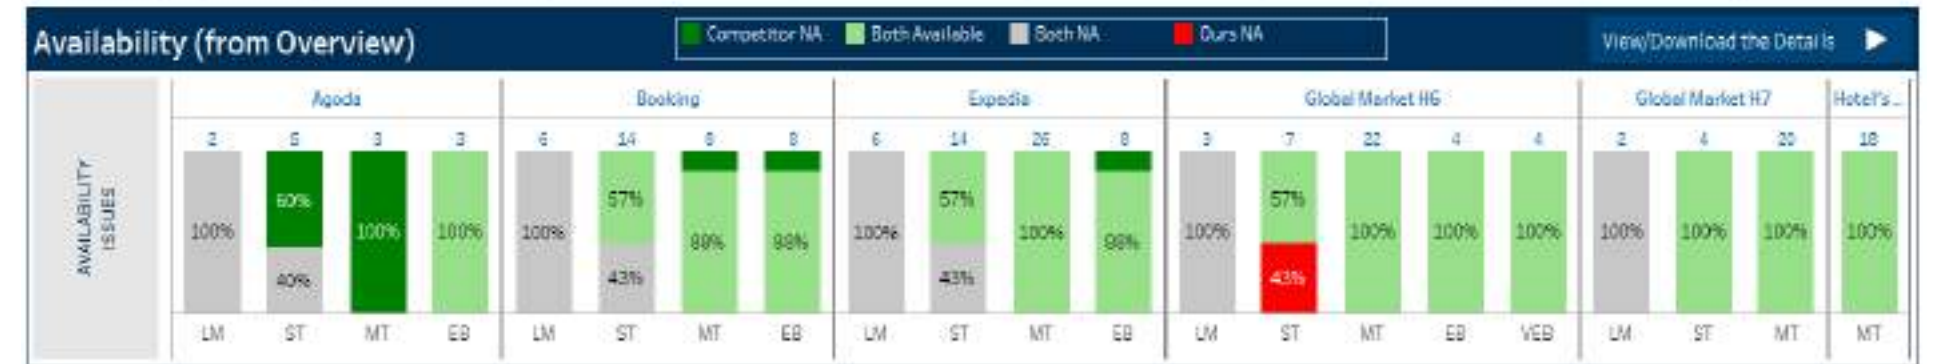 Availability (from Overview)
Competitor NA Both Available Both NA Ours NA
View/Download the Details
Agoda Booking Expedia Global Market H6 Global Market H7 Hotel's...
2 5 3 3 6 14 8 8 6 14 26 8 3 7 22 4 4 2 4 20 18
AVAILABILITY
ISSUES
60% 57% 57% 57%
100% 100% 100% 100% 100% 100% 100% 100% 100% 100% 100% 100% 100% 100%
40% 43% 43% 43%
LM ST MT EB LM ST MT EB LM ST MT EB LM ST MT EB VEB LM ST MT MT